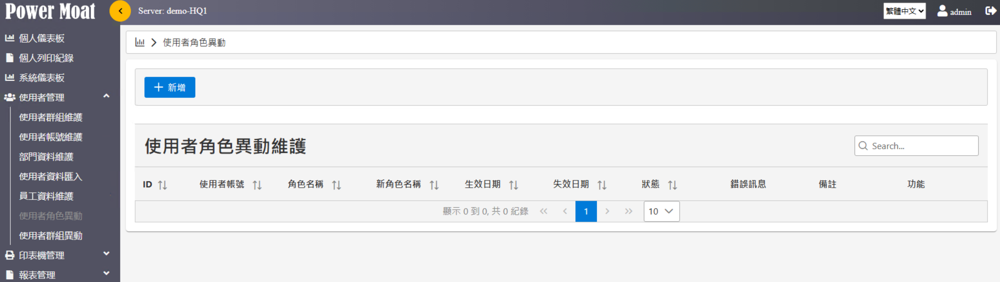 Power Moat
Server: demo-HQ1
繁體中文
admin
個人儀表板
個人列印紀錄
系統儀表板
使用者管理
使用者群組維護
使用者帳號維護
部門資料維護
使用者資料匯入
員工資料維護
使用者角色異動
使用者群組異動
印表機管理
報表管理
使用者角色異動
新增
使用者角色異動維護
Search...
ID 使用者帳號 角色名稱 新角色名稱 生效日期 失效日期 狀態 錯誤訊息 備註 功能
顯示 0 到 0, 共 0 紀錄 « ‹ 1 › » 10